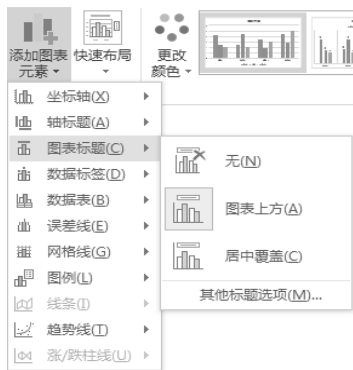 添加图表 快速布局 更改
元素 颜色
坐标轴(X)
轴标题(A)
图表标题(C)
数据标签(D)
数据表(B)
误差线(E)
网格线(G)
图例(L)
线条(I)
趋势线(T)
涨/跌柱线(U)
无(N)
图表上方(A)
居中覆盖(C)
其他标题选项(M)...